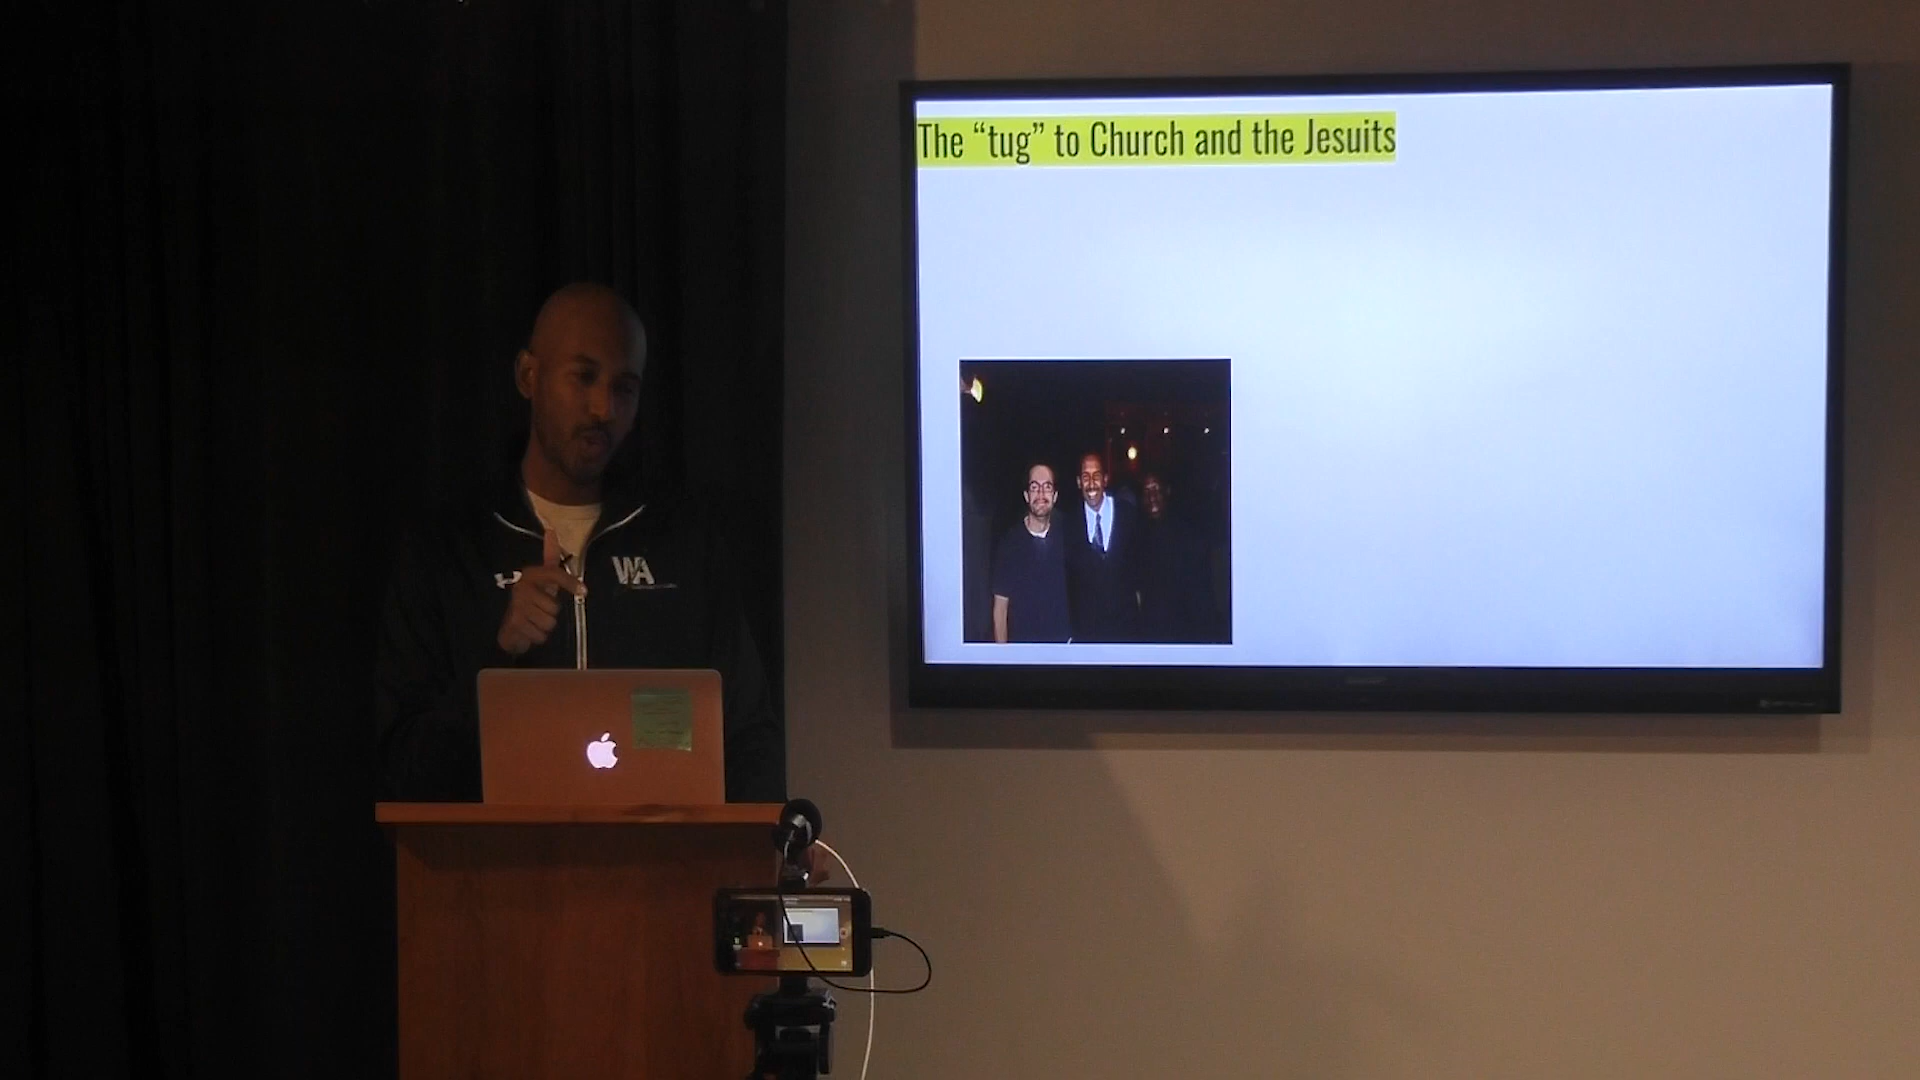 The “tug” to Church and the Jesuits
WA